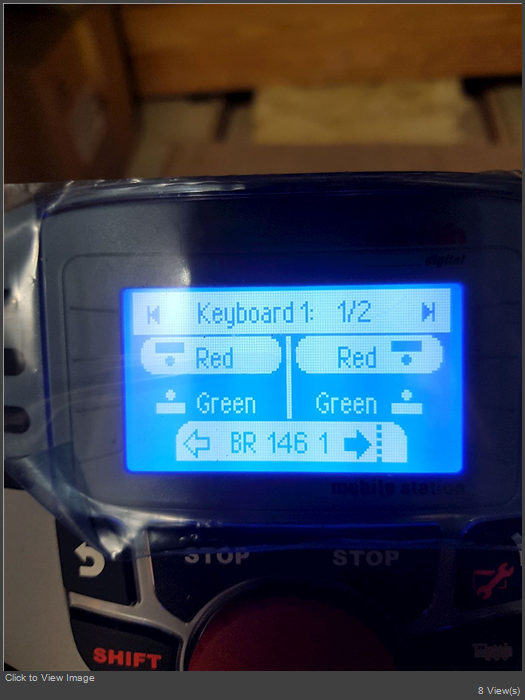 digital
Keyboard 1: 1/2
Red Red
Green Green
BR 146 1
mobile station
STOP STOP
SHIFT
Click to View Image
8 View(s)